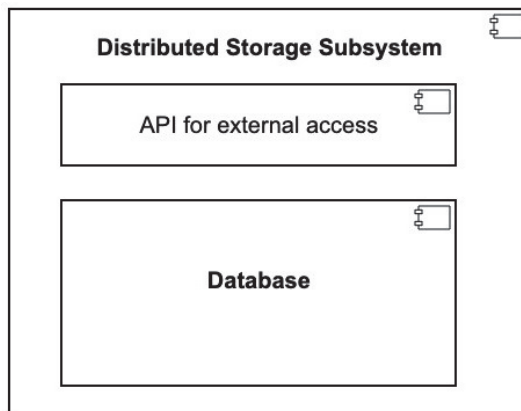 Distributed Storage Subsystem
API for external access
Database